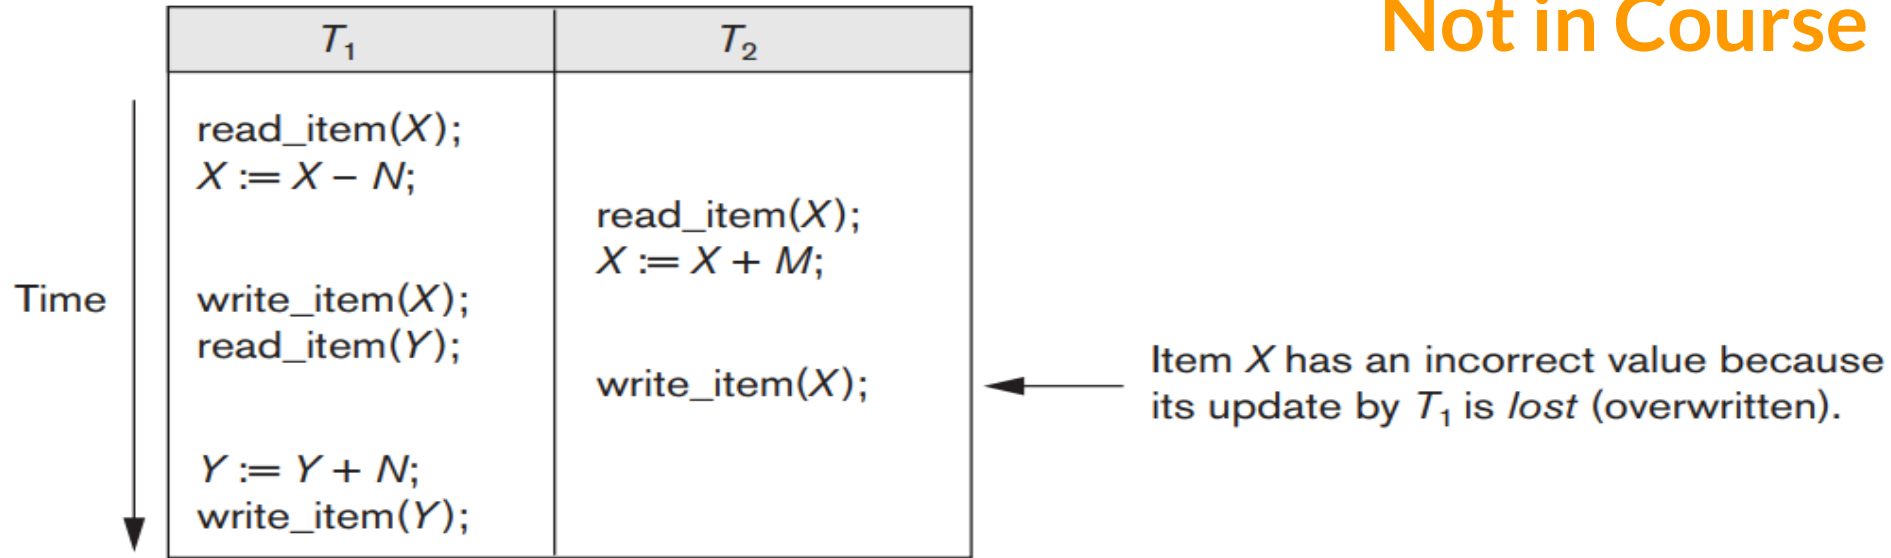 Not in Course
T₁ T₂
read_item(X);
X := X – N;
read_item(X);
X := X + M;
Time
write_item(X);
read_item(Y);
write_item(X);
Item X has an incorrect value because
its update by T₁ is lost (overwritten).
Y := Y + N;
write_item(Y);